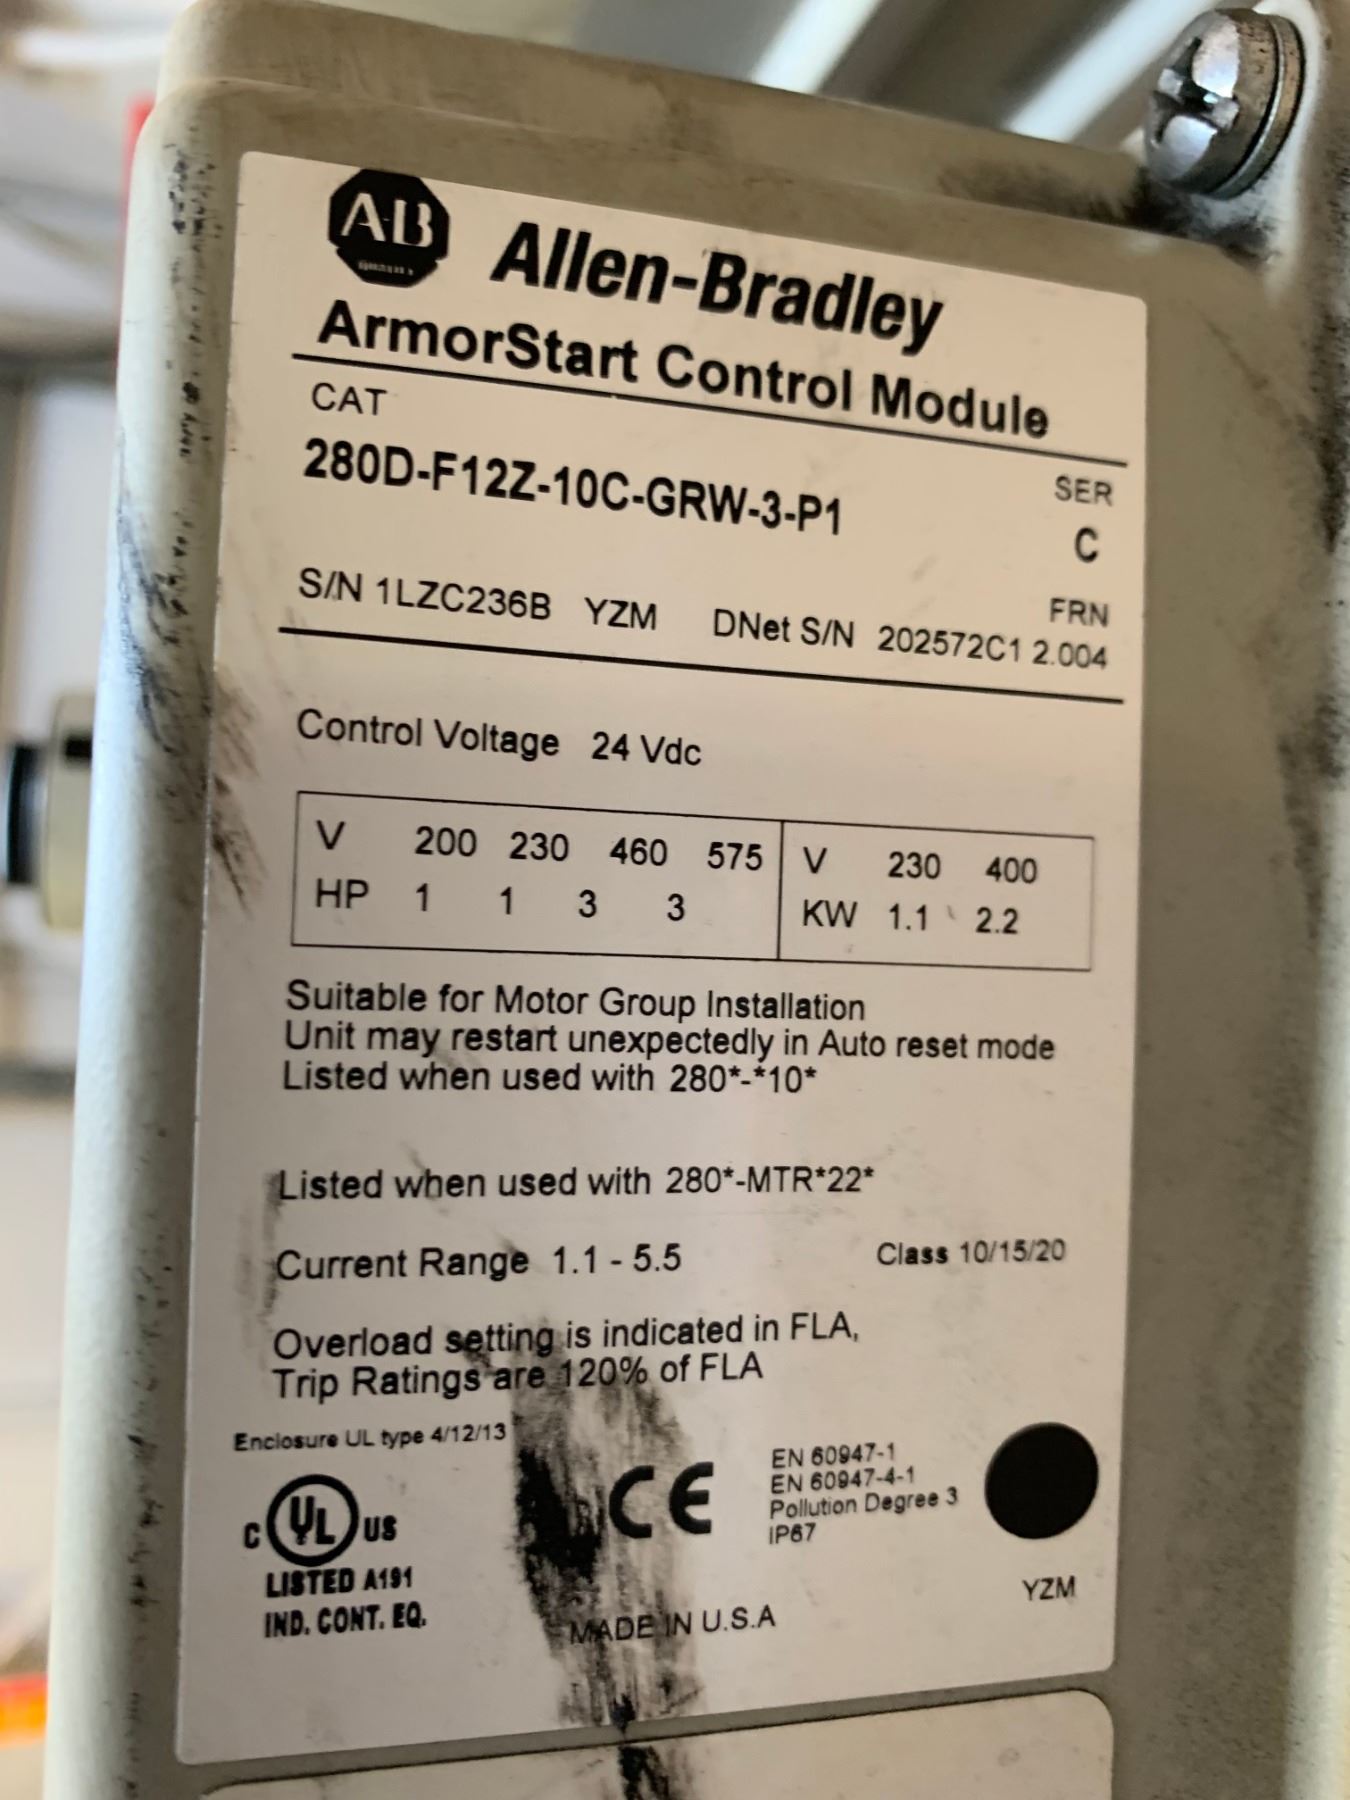 A-B
Allen-Bradley
ArmorStart Control Module
CAT
280D-F12Z-10C-GRW-3-P1
SER
C
S/N 1LZC236B YZM DNet S/N 202572C1
FRN
2.004
Control Voltage 24 Vdc
V 200 230 460 575
HP 1 1 3 3
V 230 400
KW 1.1 2.2
Suitable for Motor Group Installation
Unit may restart unexpectedly in Auto reset mode
Listed when used with 280*-*10*
Listed when used with 280*-MTR*22*
Current Range 1.1 - 5.5 Class 10/15/20
Overload setting is indicated in FLA,
Trip Ratings are 120% of FLA
Enclosure UL type 4/12/13
C UL US
LISTED A191
IND. CONT. EQ.
CE
EN 60947-1
EN 60947-4-1
Pollution Degree 3
IP67
YZM
MADE IN U.S.A